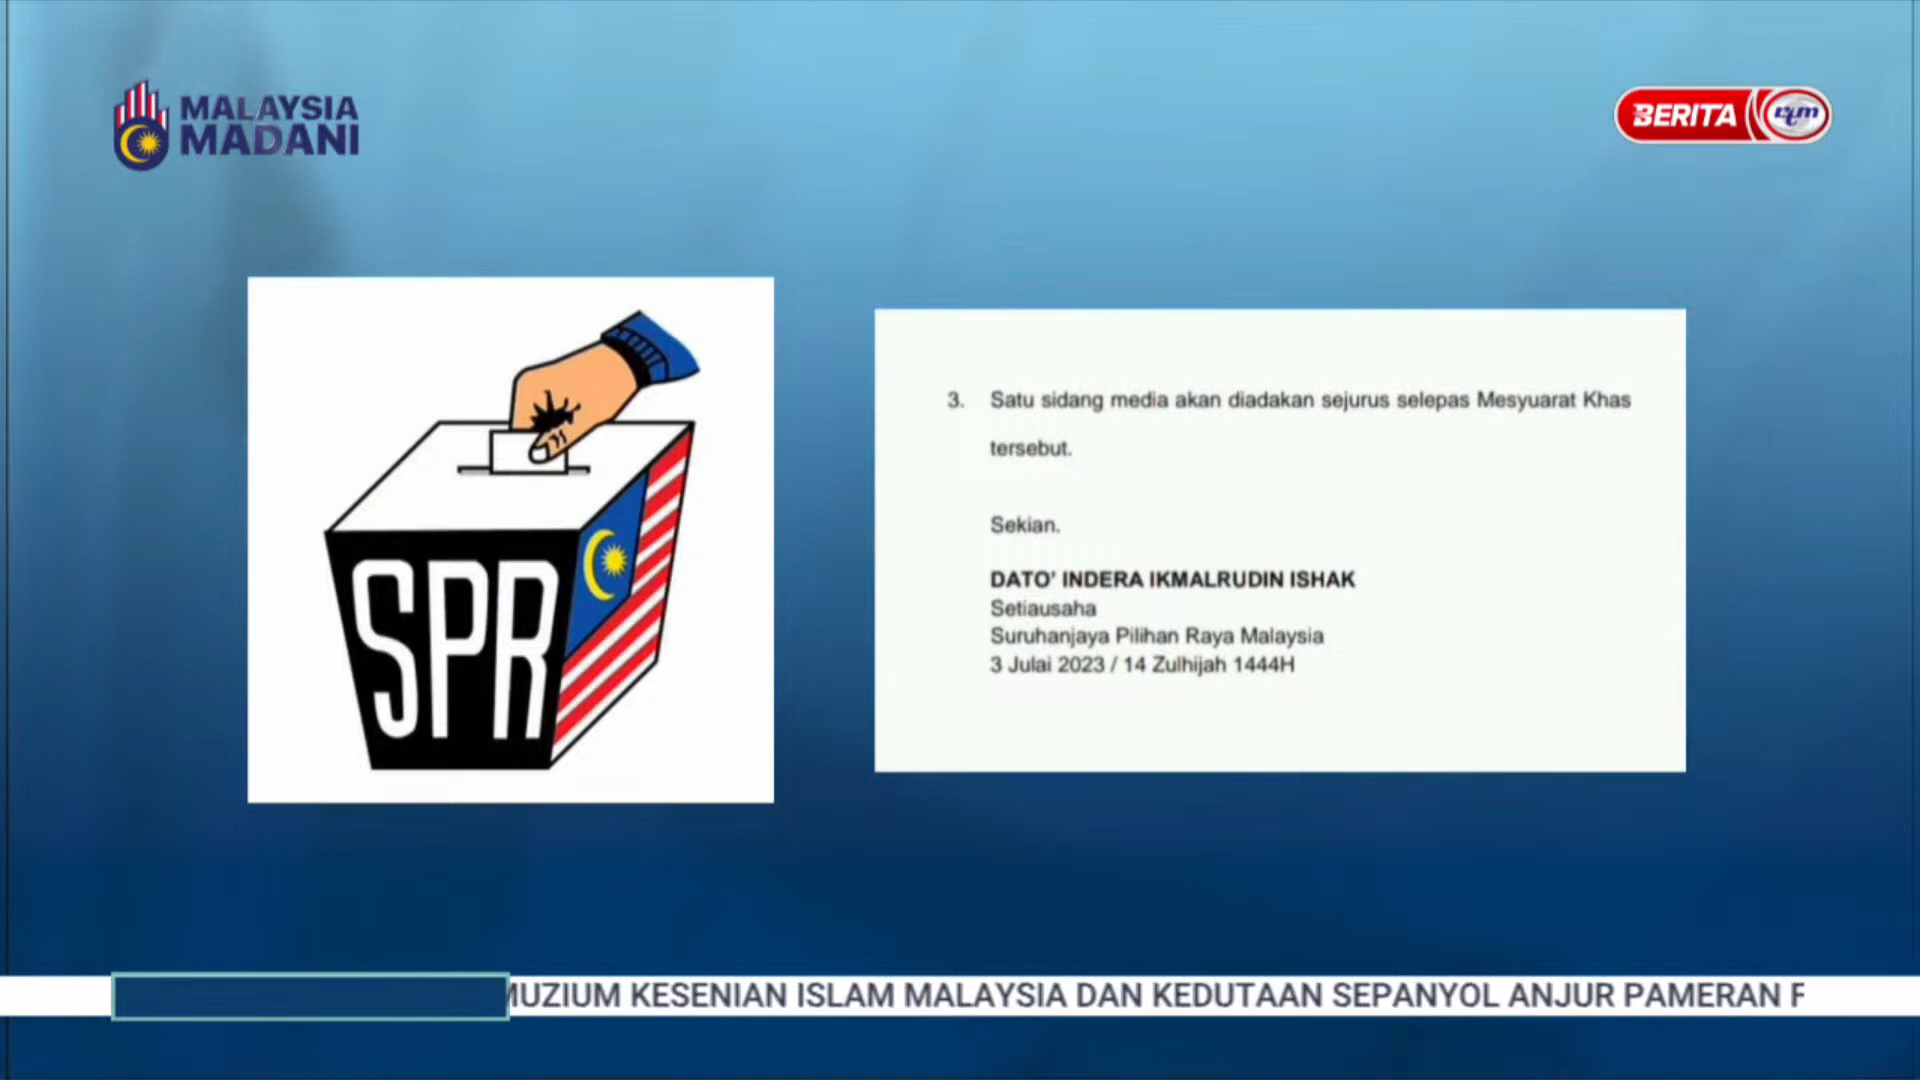 MALAYSIA
MADANI
BERITA rtm
SPR
3. Satu sidang media akan diadakan sejurus selepas Mesyuarat Khas
tersebut.
Sekian.
DATO' INDERA IKMALRUDIN ISHAK
Setiausaha
Suruhanjaya Pilihan Raya Malaysia
3 Julai 2023 / 14 Zulhijah 1444H
MUZIUM KESENIAN ISLAM MALAYSIA DAN KEDUTAAN SEPANYOL ANJUR PAMERAN